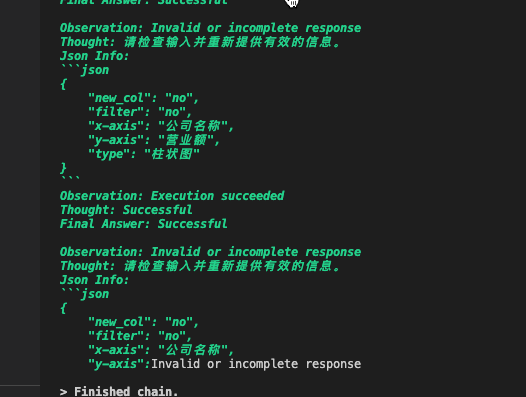 Final Answer: Successful
Observation: Invalid or incomplete response
Thought: 请检查输入并重新提供有效的信息。
Json Info:
```json
{
"new_col": "no",
"filter": "no",
"x-axis": "公司名称",
"y-axis": "营业额",
"type": "柱状图"
}
```
Observation: Execution succeeded
Thought: Successful
Final Answer: Successful
Observation: Invalid or incomplete response
Thought: 请检查输入并重新提供有效的信息。
Json Info:
```json
{
"new_col": "no",
"filter": "no",
"x-axis": "公司名称",
"y-axis":Invalid or incomplete response
> Finished chain.